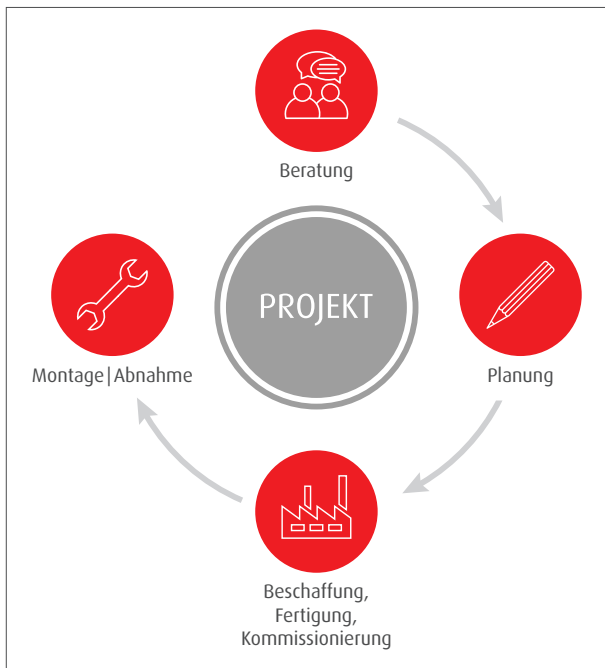 Beratung
PROJEKT
Planung
Montage|Abnahme
Beschaffung,
Fertigung,
Kommissionierung